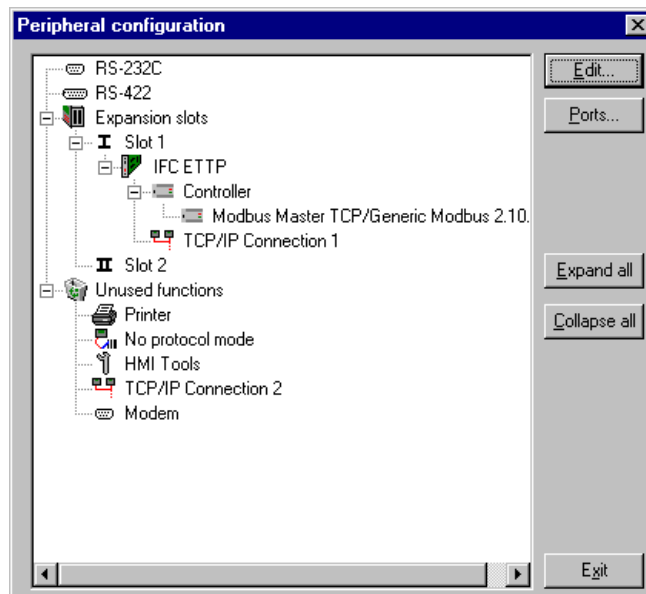 Peripheral configuration
RS-232C
RS-422
Expansion slots
I Slot 1
IFC ETTP
Controller
Modbus Master TCP/Generic Modbus 2.10.
TCP/IP Connection 1
II Slot 2
Unused functions
Printer
No protocol mode
HMI Tools
TCP/IP Connection 2
Modem
Edit...
Ports...
Expand all
Collapse all
Exit